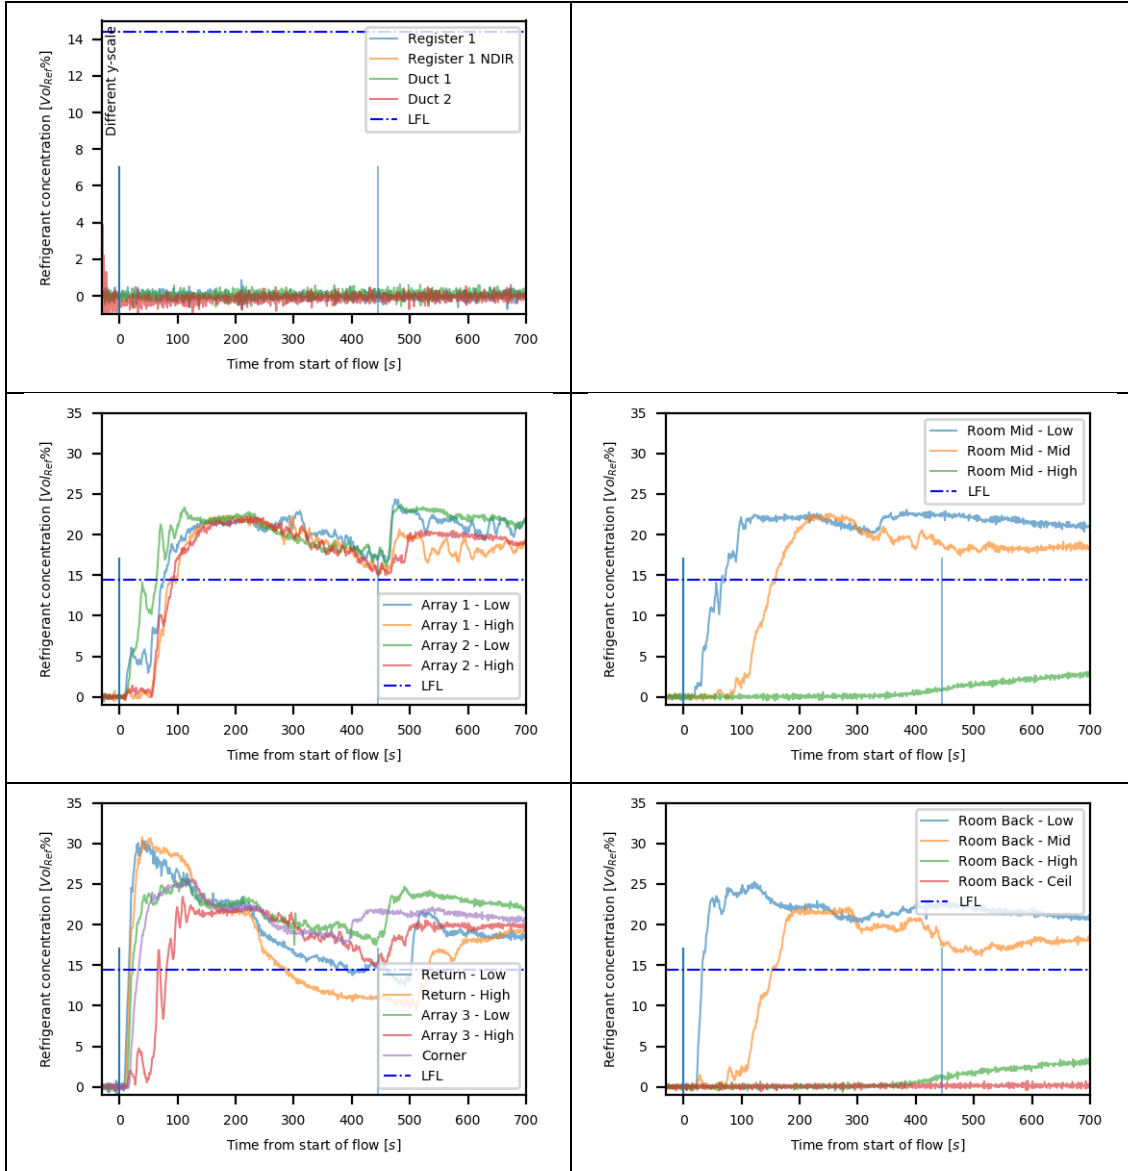 Refrigerant concentration [Vol_Ref%]
Different y-scale
14
12
10
8
6
4
2
0
Register 1
Register 1 NDIR
Duct 1
Duct 2
LFL
0 100 200 300 400 500 600 700
Time from start of flow [s]
Refrigerant concentration [Vol_Ref%]
35
30
25
20
15
10
5
0
Array 1 - Low
Array 1 - High
Array 2 - Low
Array 2 - High
LFL
0 100 200 300 400 500 600 700
Time from start of flow [s]
Refrigerant concentration [Vol_Ref%]
35
30
25
20
15
10
5
0
Room Mid - Low
Room Mid - Mid
Room Mid - High
LFL
0 100 200 300 400 500 600 700
Time from start of flow [s]
Refrigerant concentration [Vol_Ref%]
35
30
25
20
15
10
5
0
Return - Low
Return - High
Array 3 - Low
Array 3 - High
Corner
LFL
0 100 200 300 400 500 600 700
Time from start of flow [s]
Refrigerant concentration [Vol_Ref%]
35
30
25
20
15
10
5
0
Room Back - Low
Room Back - Mid
Room Back - High
Room Back - Ceil
LFL
0 100 200 300 400 500 600 700
Time from start of flow [s]